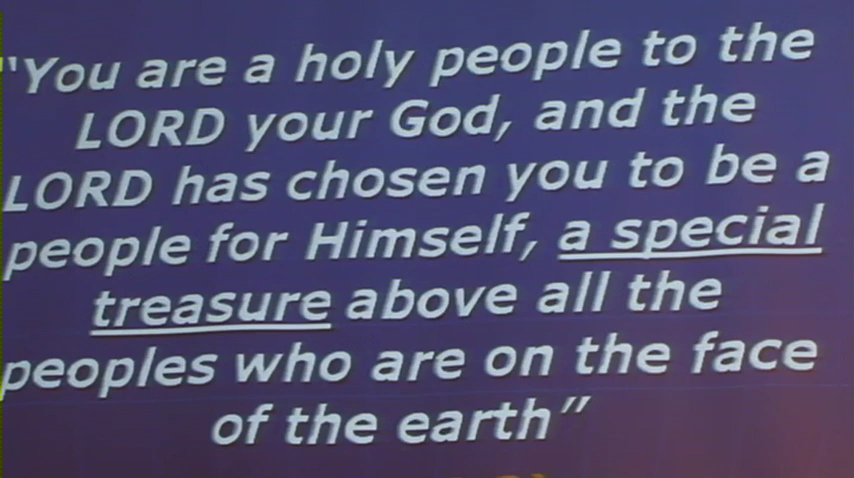 "You are a holy people to the
LORD your God, and the
LORD has chosen you to be a
people for Himself, a special
treasure above all the
peoples who are on the face
of the earth”